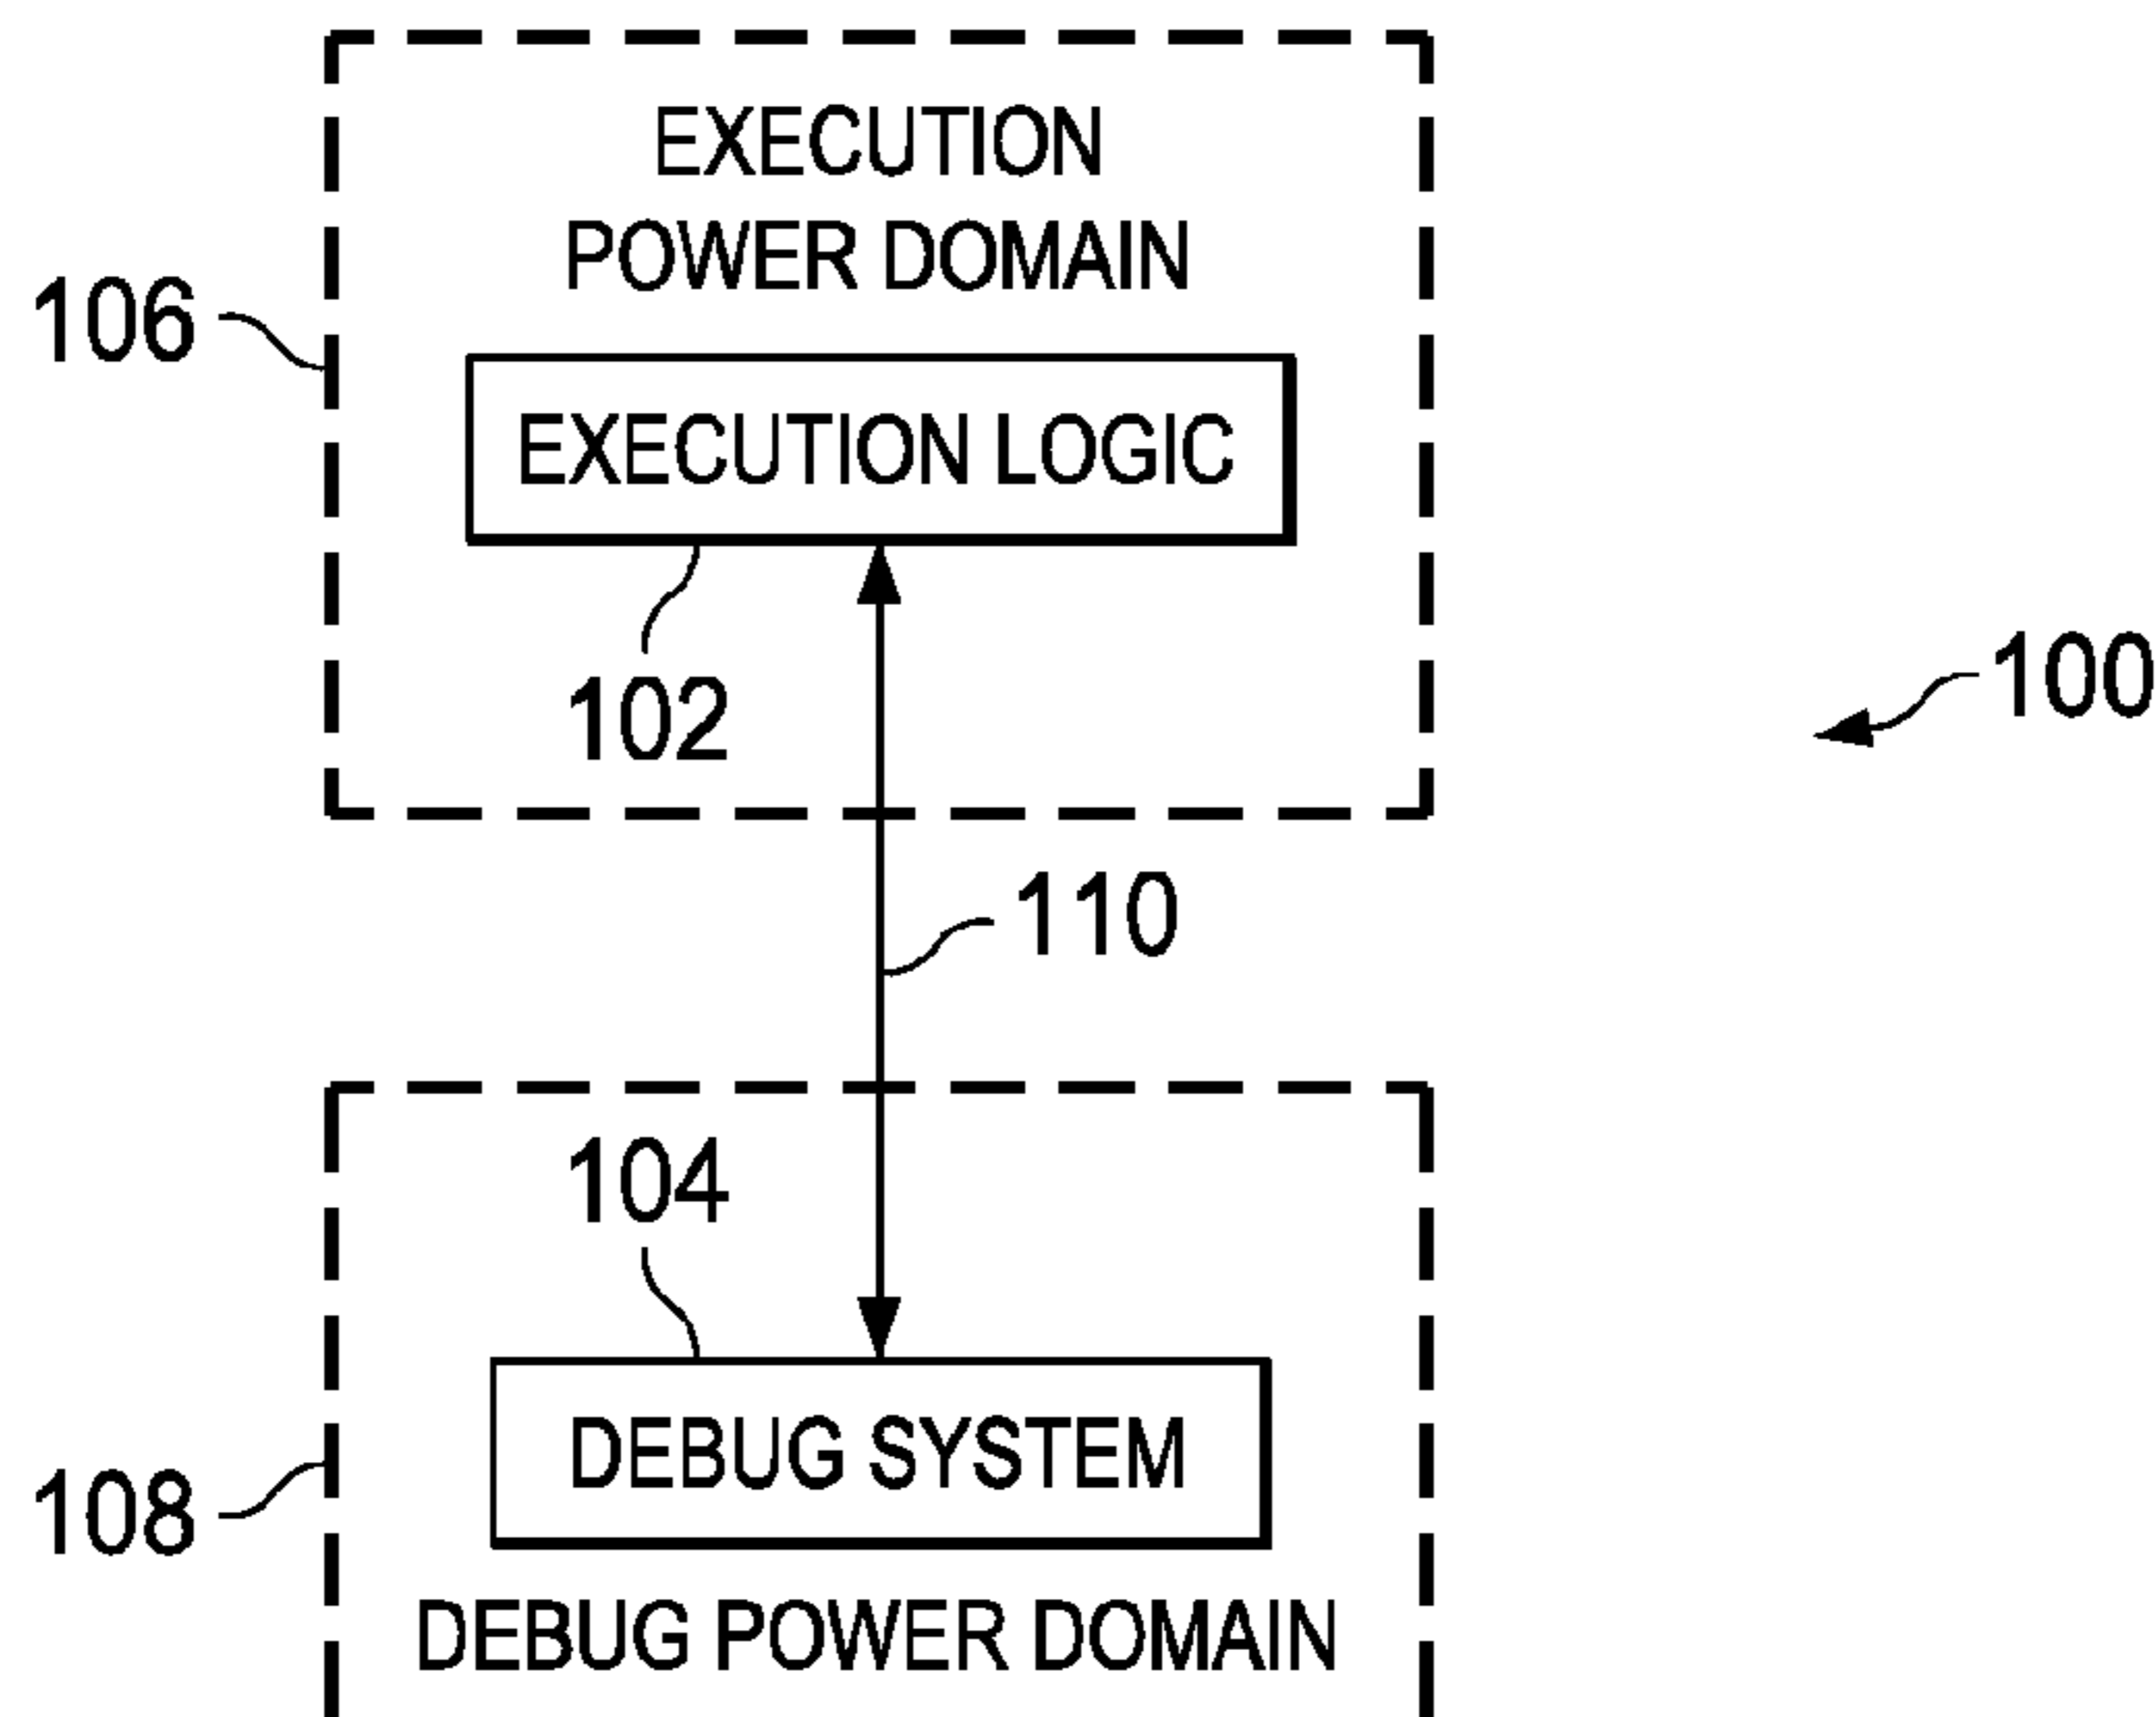 EXECUTION
POWER DOMAIN
106
EXECUTION LOGIC
102
100
110
104
DEBUG SYSTEM
108
DEBUG POWER DOMAIN